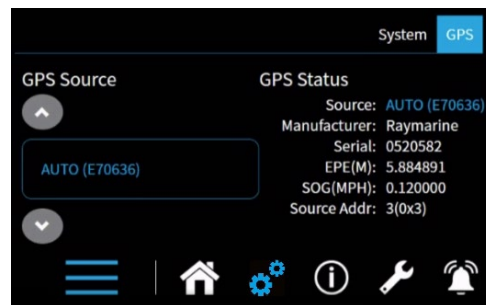 System GPS
GPS Source
AUTO (E70636)
GPS Status
Source: AUTO (E70636)
Manufacturer: Raymarine
Serial: 0520582
EPE(M): 5.884891
SOG(MPH): 0.120000
Source Addr: 3(0x3)